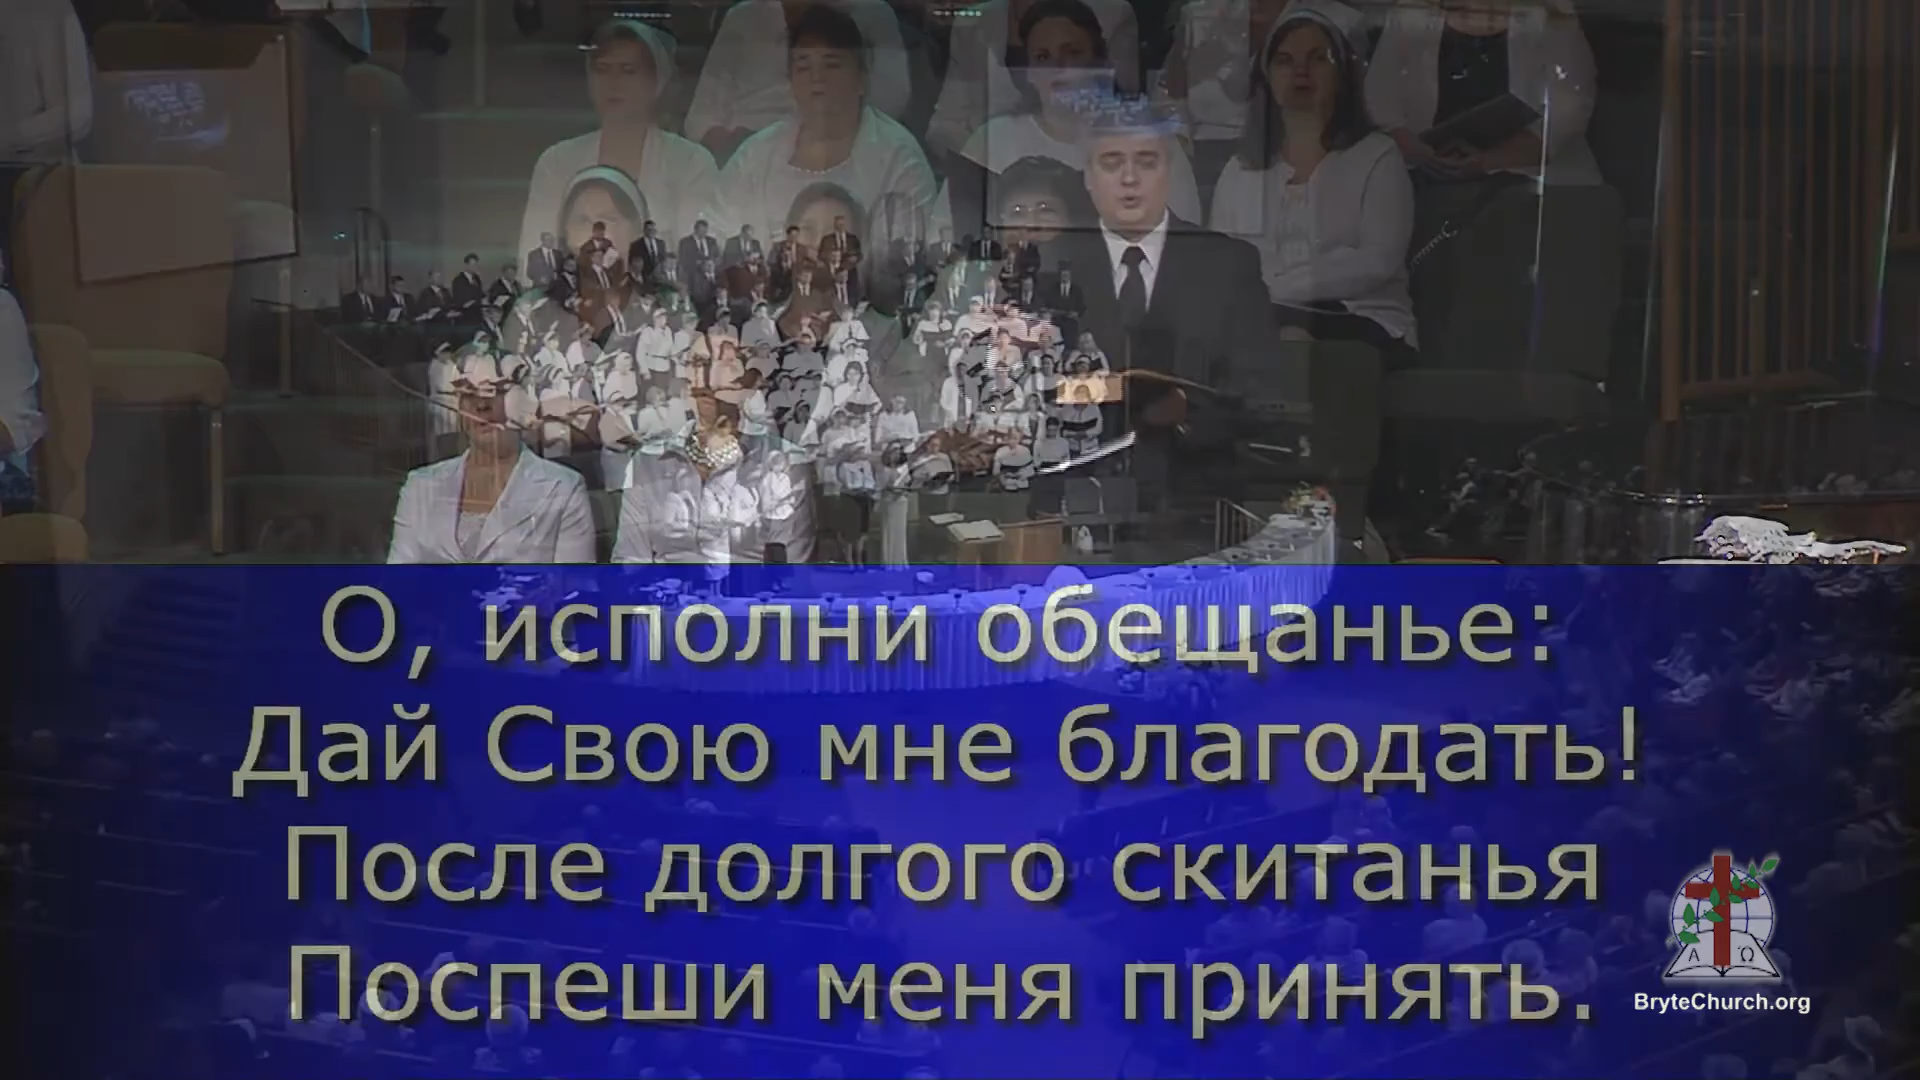 О, исполни обещанье:
Дай Свою мне благодать!
После долгого скитанья
Поспеши меня принять.
Α Ω
BryteChurch.org